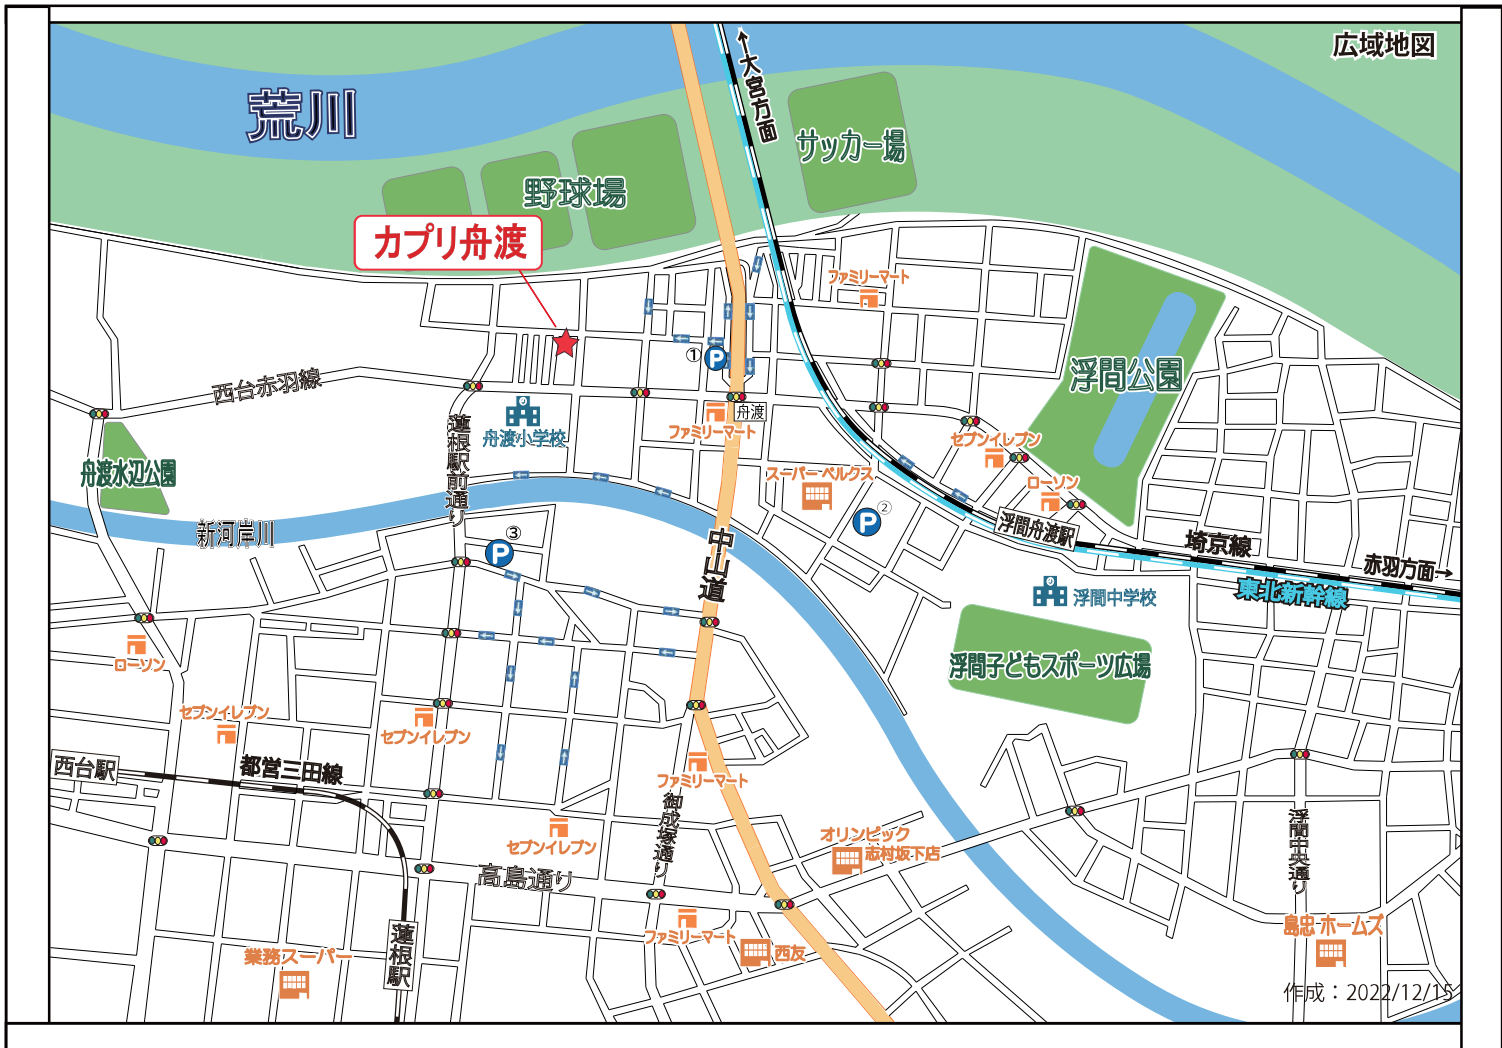 広域地図
荒川
↑大宮方面
サッカー場
野球場
カプリ舟渡
ファミリーマート
①
P
浮間公園
西台赤羽線
舟渡
ファミリーマート
舟渡小学校
蓮根駅前通り
セブンイレブン
舟渡水辺公園
スーパー ベルクス
ローソン
②
P
新河岸川
浮間舟渡駅
③
P
中山道
埼京線
赤羽方面→
東北新幹線
浮間中学校
ローソン
浮間子どもスポーツ広場
セブンイレブン
セブンイレブン
西台駅
都営三田線
ファミリーマート
御成塚通り
セブンイレブン
オリンピック
志村坂下店
浮間中央通り
高島通り
蓮根駅
ファミリーマート
西友
島忠 ホームズ
業務スーパー
作成：2022/12/15